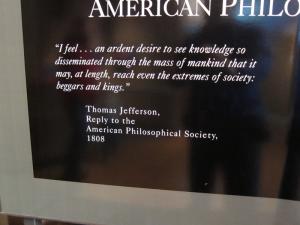 AMERICAN PHILO
"I feel . . . an ardent desire to see knowledge so
disseminated through the mass of mankind that it
may, at length, reach even the extremes of society:
beggars and kings."
Thomas Jefferson,
Reply to the
American Philosophical Society,
1808